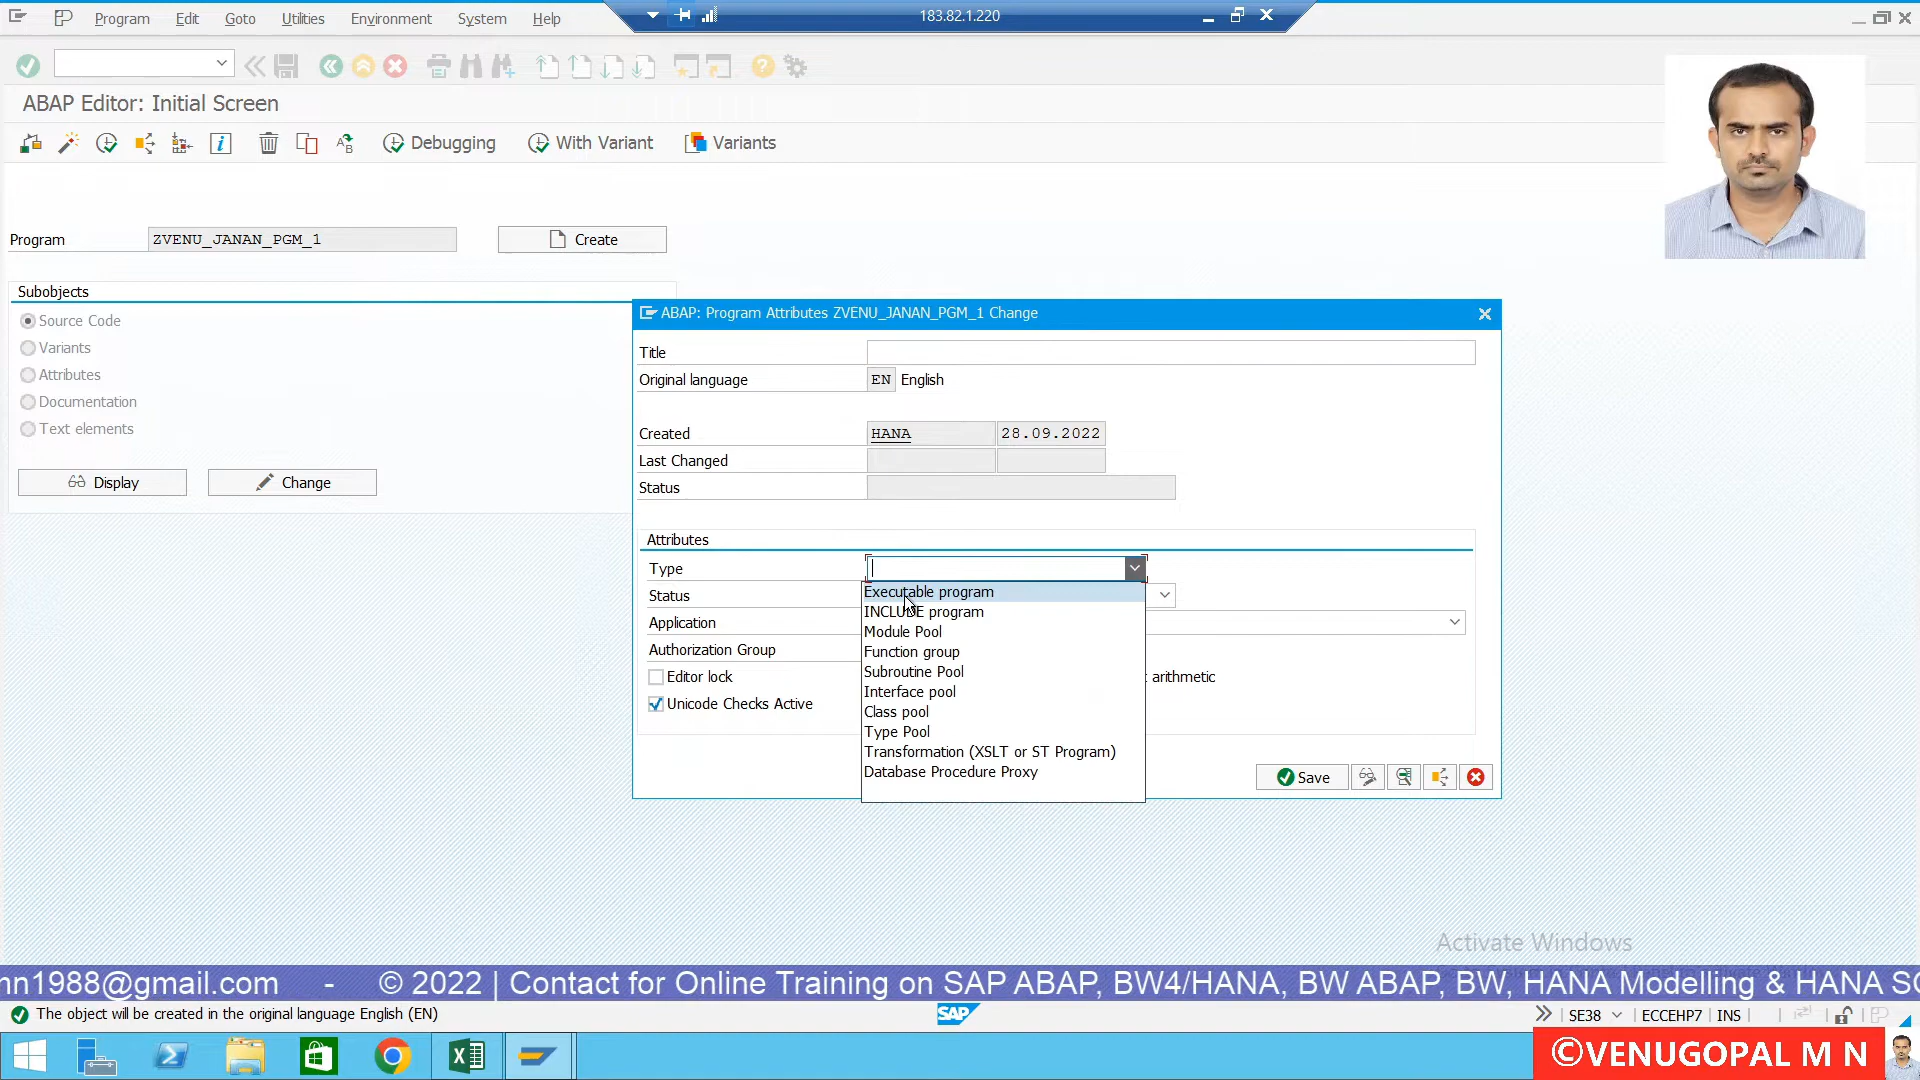 Program Edit Goto Utilities Environment System Help
183.82.1.220
ABAP Editor: Initial Screen
Debugging With Variant Variants
Program ZVENU_JANAN_PGM_1 Create
Subobjects
Source Code
Variants
Attributes
Documentation
Text elements
Display Change
ABAP: Program Attributes ZVENU_JANAN_PGM_1 Change
Title
Original language EN English
Created HANA 28.09.2022
Last Changed
Status
Attributes
Type
Status
Application
Authorization Group
Editor lock
arithmetic
Unicode Checks Active
Executable program
INCLUDE program
Module Pool
Function group
Subroutine Pool
Interface pool
Class pool
Type Pool
Transformation (XSLT or ST Program)
Database Procedure Proxy
Save
Activate Windows
nn1988@gmail.com - © 2022 | Contact for Online Training on SAP ABAP, BW4/HANA, BW ABAP, BW, HANA Modelling & HANA SC
The object will be created in the original language English (EN)
SAP
SE38 ECCEHP7 INS
©VENUGOPAL M N